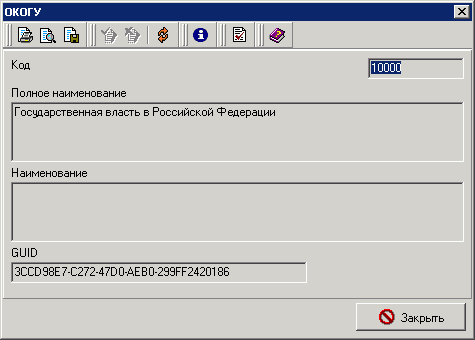 ОКОГУ
Код
10000
Полное наименование
Государственная власть в Российской Федерации
Наименование
GUID
3CCD98E7-C272-47D0-AEB0-299FF2420186
Закрыть